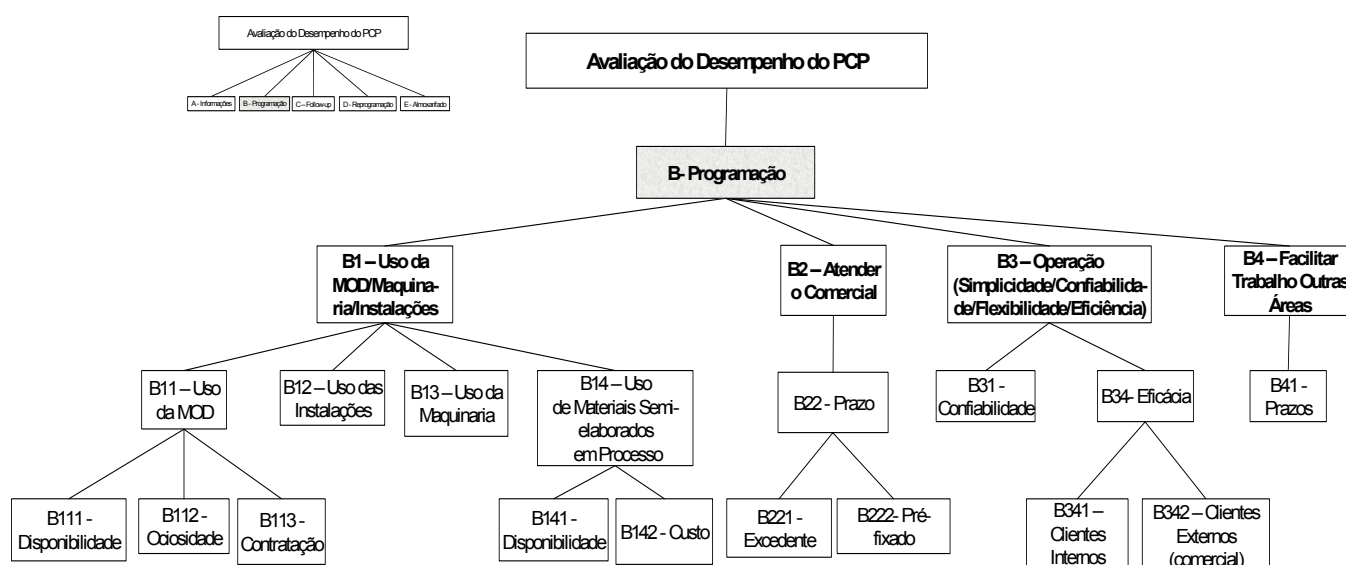 Avaliação do Desempenho do PCP
A - Informações
B - Programação
C – Follow-up
D - Reprogramação
E - Almoxarifado
Avaliação do Desempenho do PCP
B- Programação
B1 – Uso da
MOD/Maquina-
ria/Instalações
B2 – Atender
o Comercial
B3 – Operação
(Simplicidade/Confiabilida-
de/Flexibilidade/Eficiência)
B4 – Facilitar
Trabalho Outras
Áreas
B11 – Uso
da MOD
B12 – Uso das
Instalações
B13 – Uso da
Maquinaria
B14 – Uso
de Materiais Semi-
elaborados
em Processo
B22 - Prazo
B31 -
Confiabilidade
B34- Eficácia
B41 -
Prazos
B111 -
Disponibilidade
B112 -
Ociosidade
B113 -
Contratação
B141 -
Disponibilidade
B142 - Custo
B221 -
Excedente
B222- Pré-
fixado
B341 –
Clientes
Internos
B342 – Clientes
Externos
(comercial)